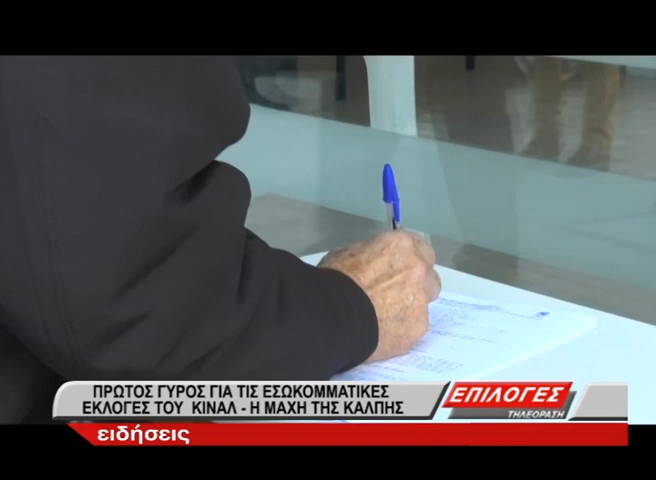 ΠΡΩΤΟΣ ΓΥΡΟΣ ΓΙΑ ΤΙΣ ΕΣΩΚΟΜΜΑΤΙΚΕΣ
ΕΚΛΟΓΕΣ ΤΟΥ ΚΙΝΑΛ - Η ΜΑΧΗ ΤΗΣ ΚΑΛΠΗΣ
ΕΠΙΛΟΓΕΣ
ΤΗΛΕΟΡΑΣΗ
ειδήσεις